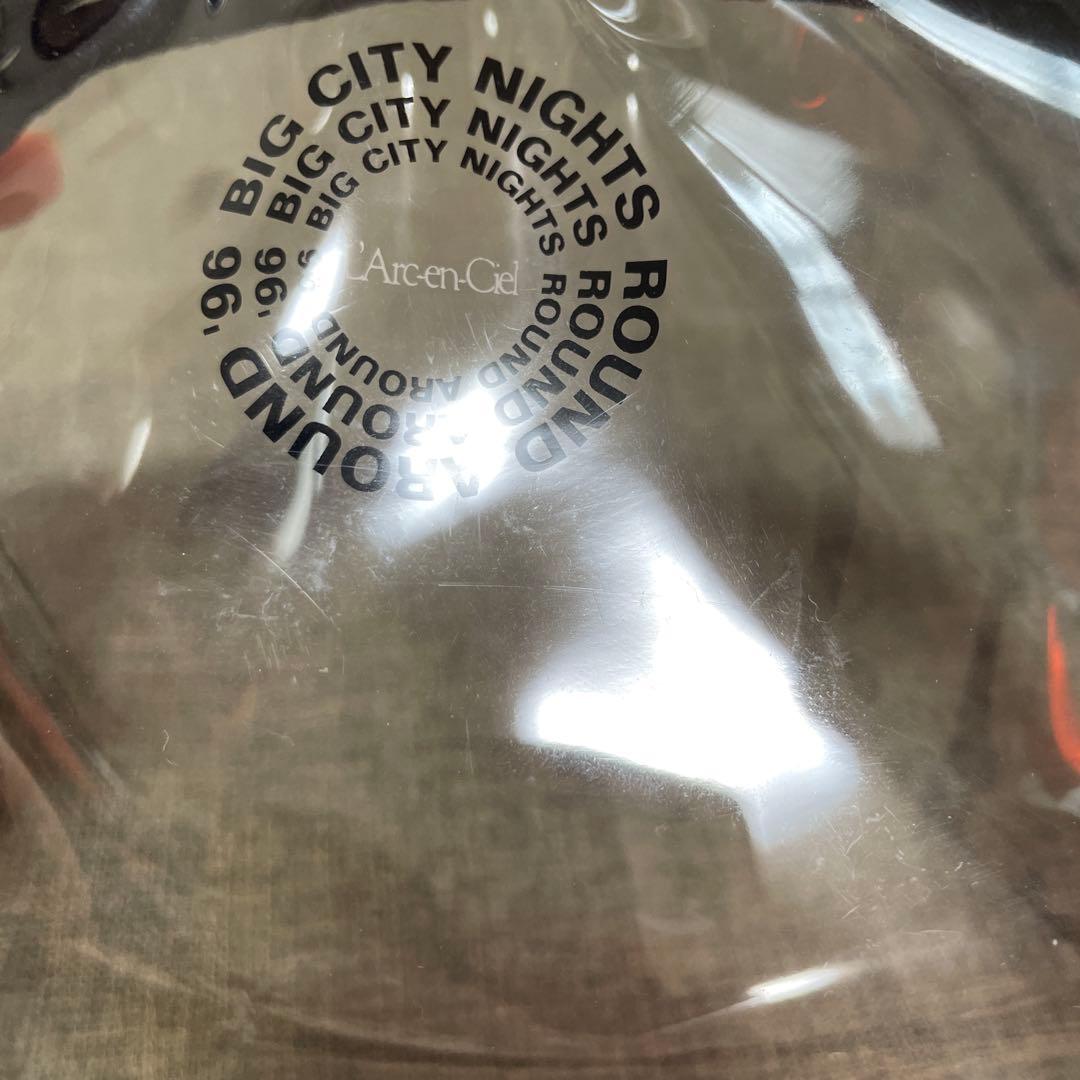 BIG CITY NIGHTS ROUND AROUND '96
BIG CITY NIGHTS ROUND AROUND '96
BIG CITY NIGHTS ROUND AROUND
L'Arc-en-Ciel